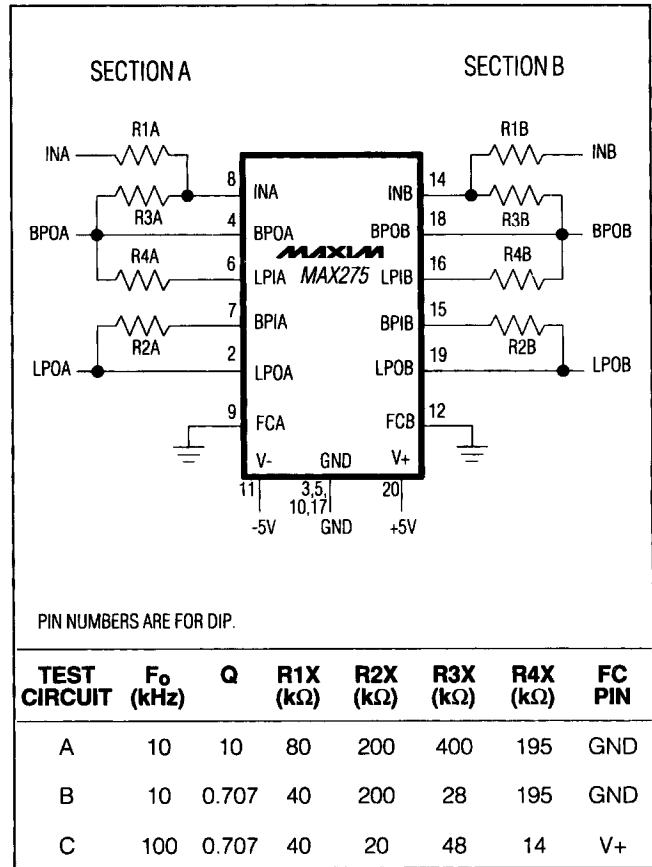 SECTION A
SECTION B
R1A
R1B
INA
INB
8
INA
INB
14
R3A
R3B
BPOA
4
BPOA
BPOB
18
BPOB
MAXIM
R4A
R4B
6
LPIA
MAX275
LPIB
16
7
BPIA
BPIB
15
R2A
R2B
LPOA
2
LPOA
LPOB
19
LPOB
9
FCA
FCB
12
V-
GND
V+
11
3,5,
10,17
20
-5V
GND
+5V
PIN NUMBERS ARE FOR DIP.
TEST CIRCUIT Fo (kHz) Q R1X (kΩ) R2X (kΩ) R3X (kΩ) R4X (kΩ) FC PIN
A 10 10 80 200 400 195 GND
B 10 0.707 40 200 28 195 GND
C 100 0.707 40 20 48 14 V+